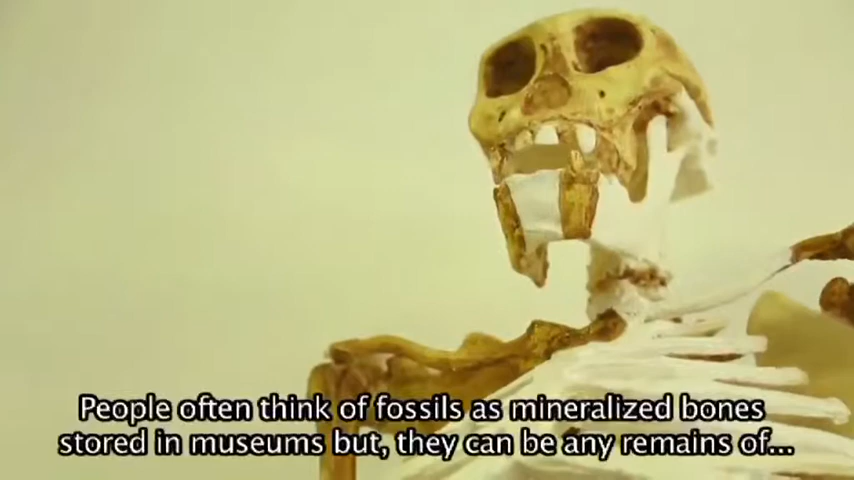 People often think of fossils as mineralized bones
stored in museums but, they can be any remains of...